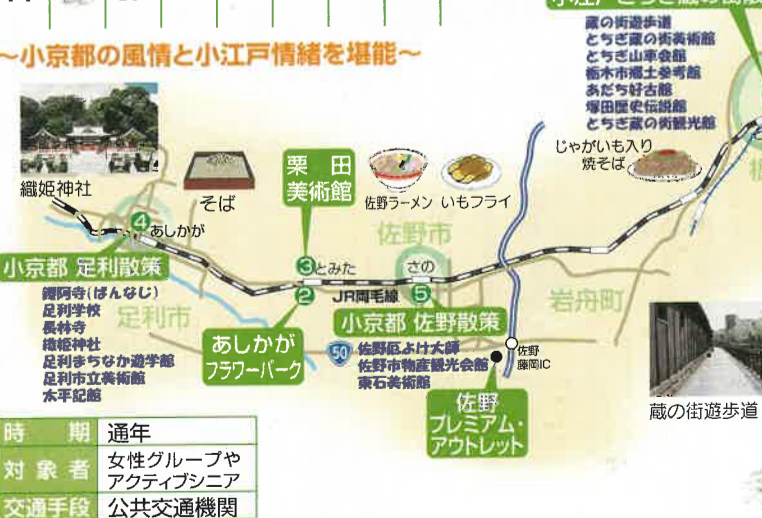 ～小京都の風情と小江戸情緒を堪能～
蔵の街遊歩道
とちぎ蔵の街美術館
とちぎ山車会館
栃木市郷土参考館
あだち好古館
塚田歴史伝説館
とちぎ蔵の街観光館
じゃがいも入り
焼そば
織姫神社
そば
栗田
美術館
佐野ラーメン
いもフライ
佐野市
④あしかが
小京都 足利散策
鑁阿寺(ばんなじ)
足利学校
長林寺
織姫神社
足利まちなか遊学館
足利市立美術館
太平記館
足利市
③とみた
②
JR両毛線
さの
⑤
あしかが
フラワーパーク
小京都 佐野散策
50
佐野厄よけ大師
佐野市物産観光会館
東石美術館
岩舟町
佐野
藤岡IC
佐野
プレミアム・
アウトレット
蔵の街遊歩道
時期 通年
対象者 女性グループや
アクティブシニア
交通手段 公共交通機関